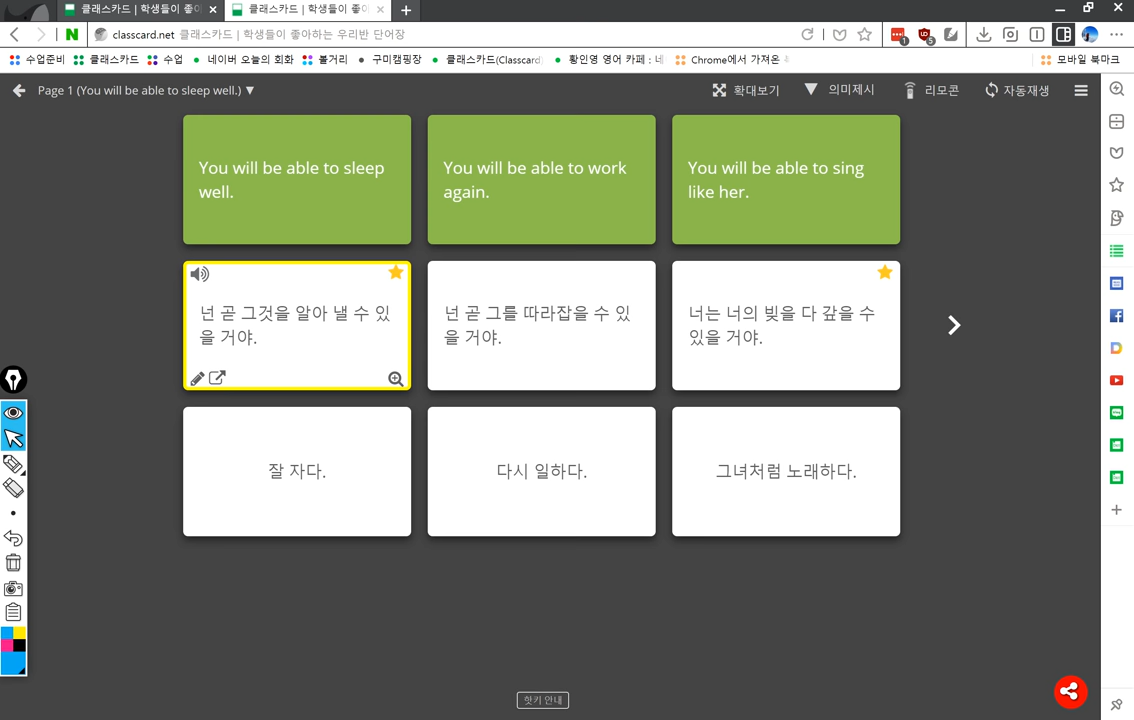 클래스카드 | 학생들이 좋아
클래스카드 | 학생들이 좋아
N classcard.net 클래스카드 | 학생들이 좋아하는 우리반 단어장
1 5
수업준비 클래스카드 수업 네이버 오늘의 회화 볼거리 구미캠핑장 클래스카드(Classcard) 황인영 영어 카페 : 네 Chrome에서 가져온 모바일 북마크
Page 1 (You will be able to sleep well.) ▼ 확대보기 의미제시 리모콘 자동재생
You will be able to sleep
well.
You will be able to work
again.
You will be able to sing
like her.
넌 곧 그것을 알아 낼 수 있
을 거야.
넌 곧 그를 따라잡을 수 있
을 거야.
너는 너의 빚을 다 갚을 수
있을 거야.
잘 자다.
다시 일하다.
그녀처럼 노래하다.
핫키 안내